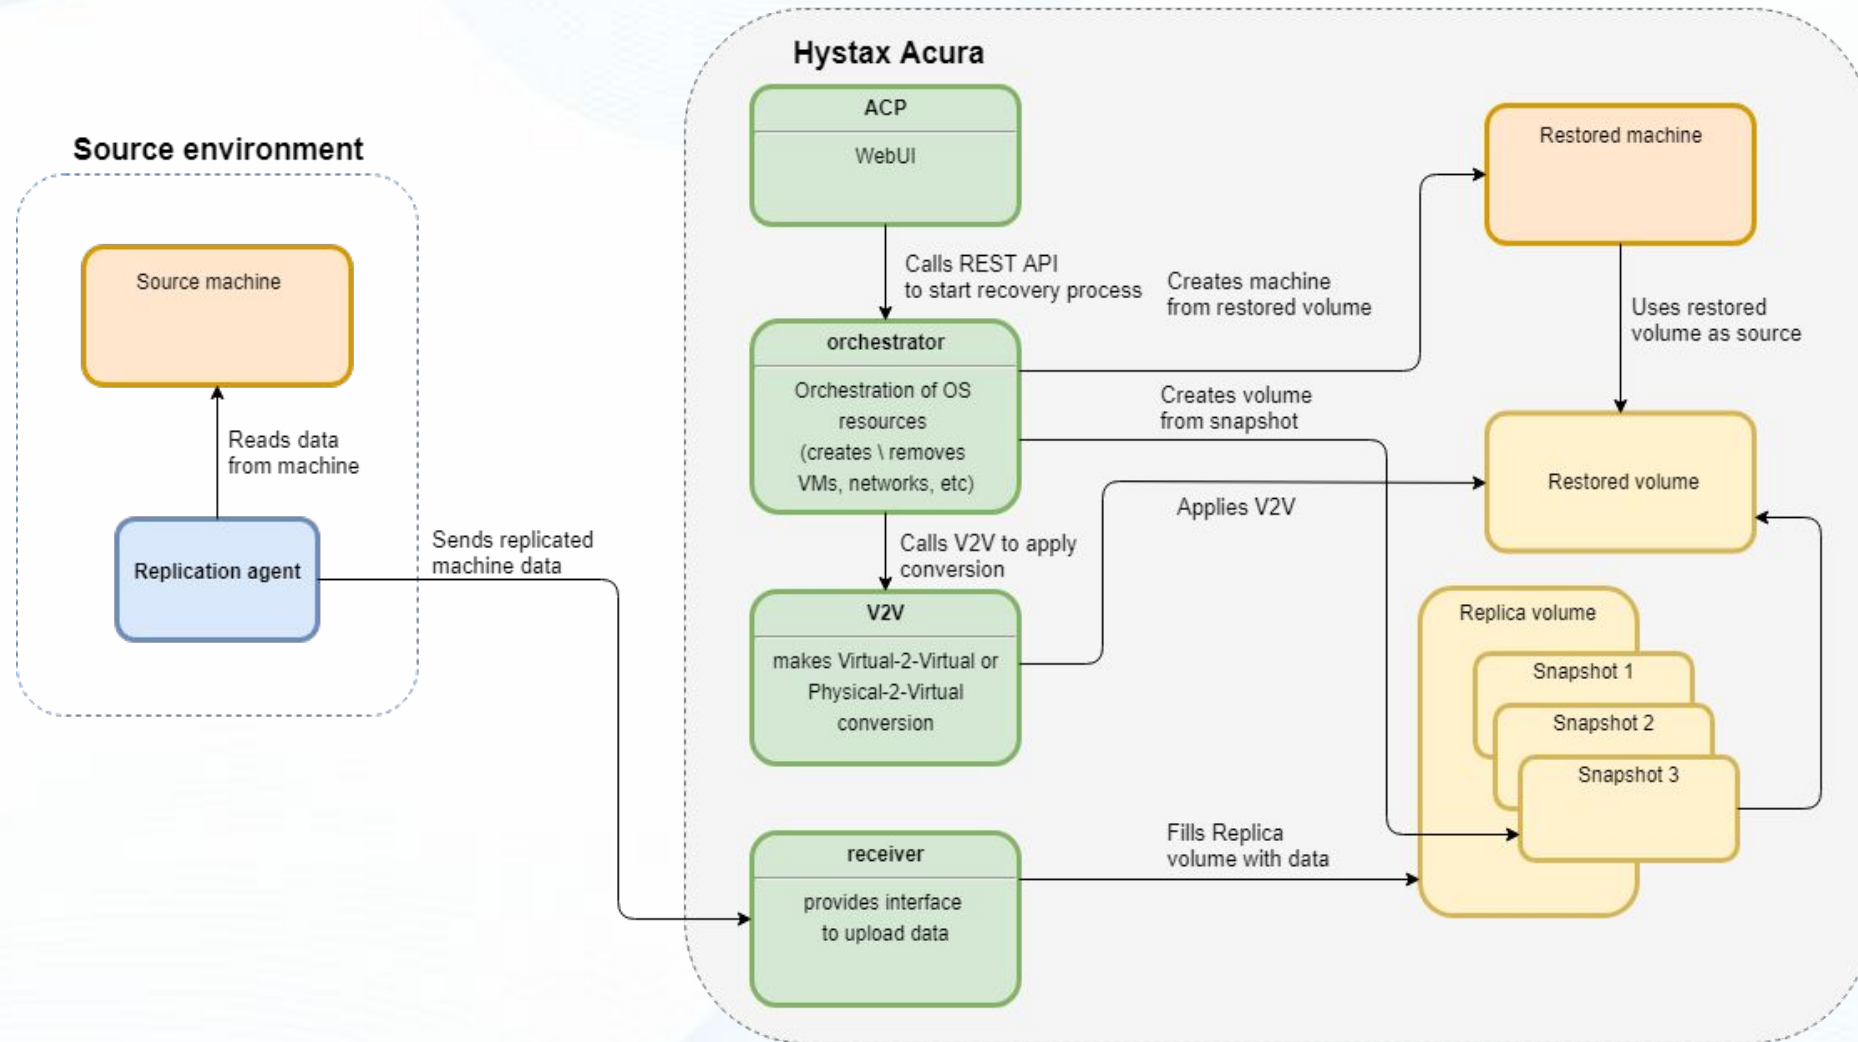 Source environment
Source machine
Reads data
from machine
Replication agent
Sends replicated
machine data
Hystax Acura
ACP
WebUI
Calls REST API
to start recovery process
orchestrator
Orchestration of OS
resources
(creates \ removes
VMs, networks, etc)
Calls V2V to apply
conversion
V2V
makes Virtual-2-Virtual or
Physical-2-Virtual
conversion
receiver
provides interface
to upload data
Creates machine
from restored volume
Creates volume
from snapshot
Applies V2V
Fills Replica
volume with data
Restored machine
Uses restored
volume as source
Restored volume
Replica volume
Snapshot 1
Snapshot 2
Snapshot 3